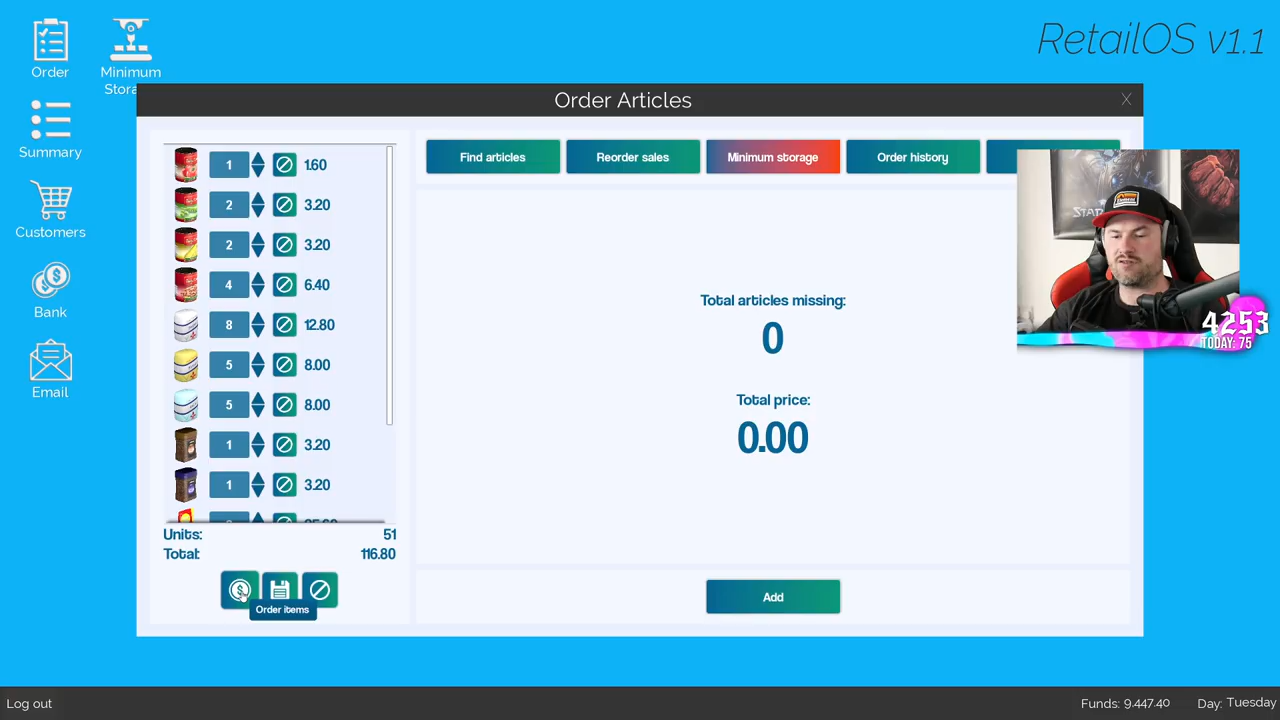 RetailOS v1.1
Order
Minimum
Stora
Summary
Customers
Bank
Email
Order Articles
X
1 1.60
2 3.20
2 3.20
4 6.40
8 12.80
5 8.00
5 8.00
1 3.20
1 3.20
Units: 51
Total: 116.80
Order items
Find articles
Reorder sales
Minimum storage
Order history
Total articles missing:
0
Total price:
0.00
Add
4253
TODAY: 75
Log out
Funds: 9.447.40
Day: Tuesday